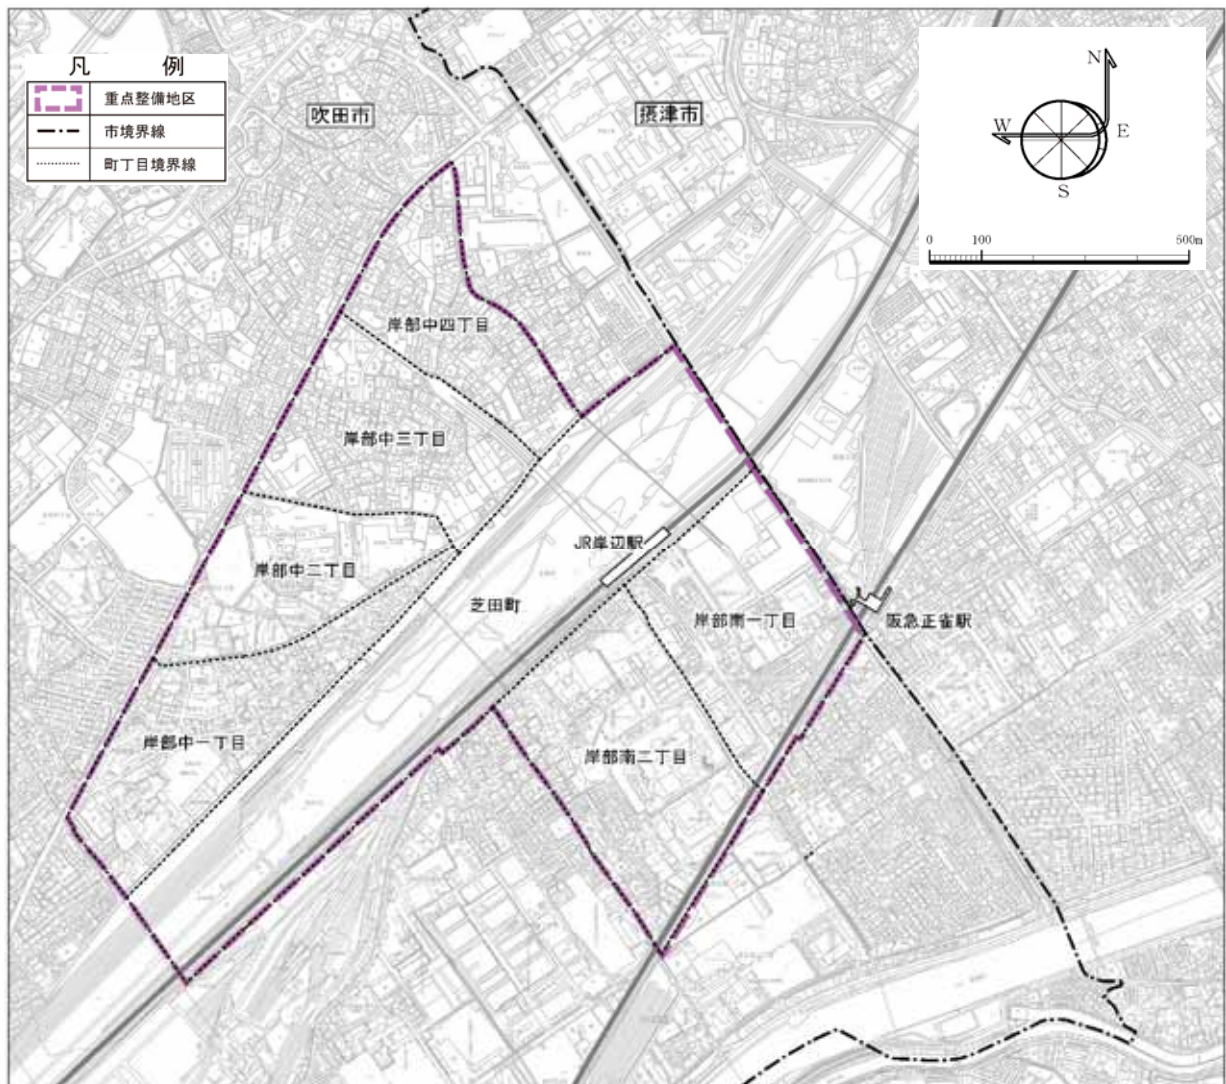 凡例
重点整備地区
市境界線
町丁目境界線
吹田市
摂津市
N
W
E
S
0 100 500m
岸部中四丁目
岸部中三丁目
岸部中二丁目
JR岸辺駅
芝田町
岸部南一丁目
阪急正雀駅
岸部中一丁目
岸部南二丁目